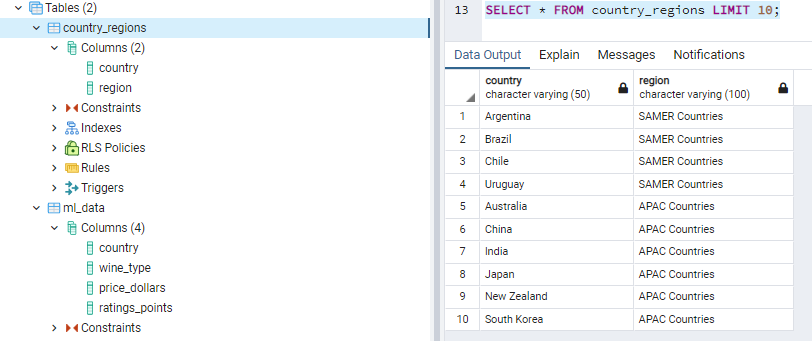 Tables (2)
country_regions
Columns (2)
country
region
Constraints
Indexes
RLS Policies
Rules
Triggers
ml_data
Columns (4)
country
wine_type
price_dollars
ratings_points
Constraints
13 SELECT * FROM country_regions LIMIT 10;
Data Output Explain Messages Notifications
country region
character varying (50) character varying (100)
1 Argentina SAMER Countries
2 Brazil SAMER Countries
3 Chile SAMER Countries
4 Uruguay SAMER Countries
5 Australia APAC Countries
6 China APAC Countries
7 India APAC Countries
8 Japan APAC Countries
9 New Zealand APAC Countries
10 South Korea APAC Countries